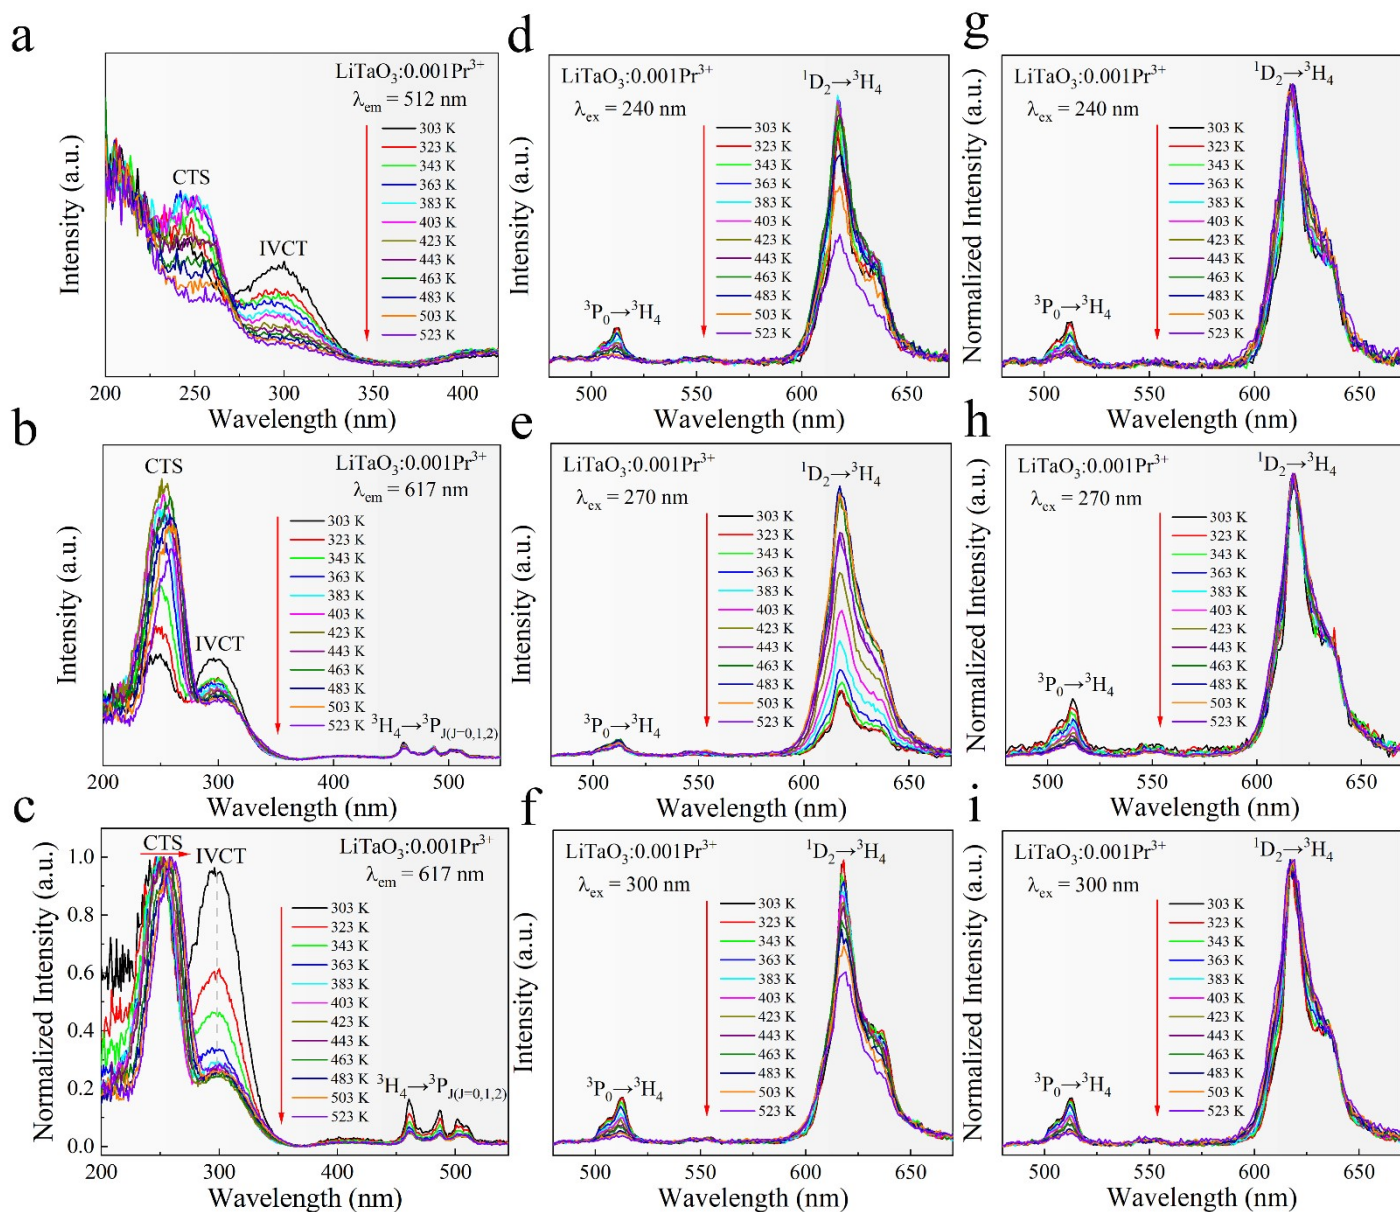 a
Intensity (a.u.)
LiTaO₃:0.001Pr³⁺
λem = 512 nm
CTS
IVCT
303 K
323 K
343 K
363 K
383 K
403 K
423 K
443 K
463 K
483 K
503 K
523 K
200 250 300 350 400
Wavelength (nm)
d
Intensity (a.u.)
LiTaO₃:0.001Pr³⁺
λex = 240 nm
¹D₂→³H₄
³P₀→³H₄
303 K
323 K
343 K
363 K
383 K
403 K
423 K
443 K
463 K
483 K
503 K
523 K
500 550 600 650
Wavelength (nm)
g
Normalized Intensity (a.u.)
LiTaO₃:0.001Pr³⁺
λex = 240 nm
¹D₂→³H₄
³P₀→³H₄
303 K
323 K
343 K
363 K
383 K
403 K
423 K
443 K
463 K
483 K
503 K
523 K
500 550 600 650
Wavelength (nm)
b
Intensity (a.u.)
LiTaO₃:0.001Pr³⁺
λem = 617 nm
CTS
IVCT
³H₄→³PJ(J=0,1,2)
303 K
323 K
343 K
363 K
383 K
403 K
423 K
443 K
463 K
483 K
503 K
523 K
200 300 400 500
Wavelength (nm)
e
Intensity (a.u.)
LiTaO₃:0.001Pr³⁺
λex = 270 nm
¹D₂→³H₄
³P₀→³H₄
303 K
323 K
343 K
363 K
383 K
403 K
423 K
443 K
463 K
483 K
503 K
523 K
500 550 600 650
Wavelength (nm)
h
Normalized Intensity (a.u.)
LiTaO₃:0.001Pr³⁺
λex = 270 nm
¹D₂→³H₄
³P₀→³H₄
303 K
323 K
343 K
363 K
383 K
403 K
423 K
443 K
463 K
483 K
503 K
523 K
500 550 600 650
Wavelength (nm)
c
Normalized Intensity (a.u.)
1.0
0.8
0.6
0.4
0.2
0.0
LiTaO₃:0.001Pr³⁺
λem = 617 nm
CTS
IVCT
³H₄→³PJ(J=0,1,2)
303 K
323 K
343 K
363 K
383 K
403 K
423 K
443 K
463 K
483 K
503 K
523 K
200 300 400 500
Wavelength (nm)
f
Intensity (a.u.)
LiTaO₃:0.001Pr³⁺
λex = 300 nm
¹D₂→³H₄
³P₀→³H₄
303 K
323 K
343 K
363 K
383 K
403 K
423 K
443 K
463 K
483 K
503 K
523 K
500 550 600 650
Wavelength (nm)
i
Normalized Intensity (a.u.)
LiTaO₃:0.001Pr³⁺
λex = 300 nm
¹D₂→³H₄
³P₀→³H₄
303 K
323 K
343 K
363 K
383 K
403 K
423 K
443 K
463 K
483 K
503 K
523 K
500 550 600 650
Wavelength (nm)